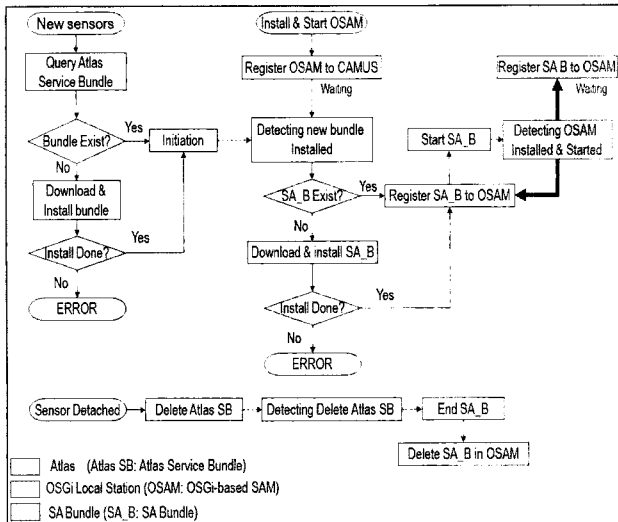 New sensors
Query Atlas
Service Bundle
Bundle Exist?
Yes
No
Initiation
Download &
Install bundle
Install Done?
Yes
No
ERROR
Install & Start OSAM
Register OSAM to CAMUS
Waiting
Detecting new bundle
Installed
SA_B Exist?
Yes
No
Download & install SA_B
Install Done?
Yes
No
ERROR
Register SA_B to OSAM
Start SA_B
Detecting OSAM
Installed & Started
Register SA B to OSAM
Waiting
Sensor Detached
Delete Atlas SB
Detecting Delete Atlas SB
End SA_B
Delete SA_B in OSAM
Atlas (Atlas SB: Atlas Service Bundle)
OSGi Local Station (OSAM: OSGi-based SAM)
SA Bundle (SA_B: SA Bundle)